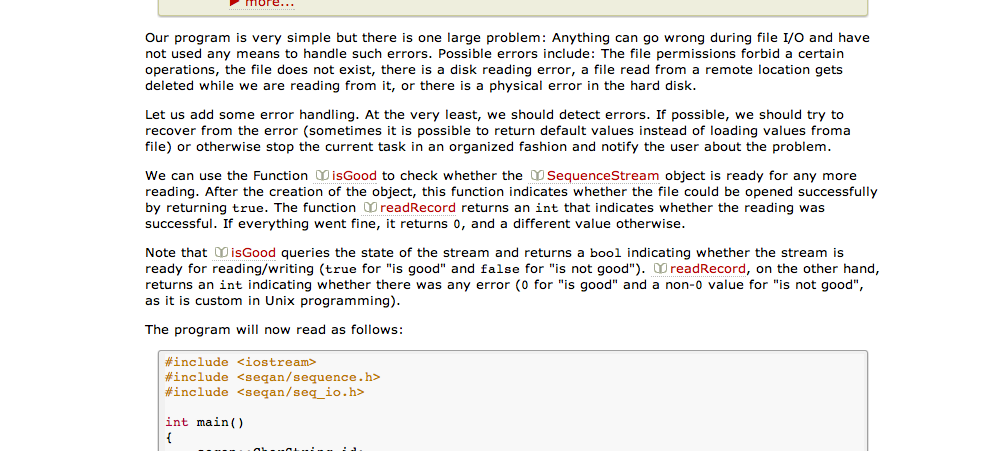 ▶ more...
Our program is very simple but there is one large problem: Anything can go wrong during file I/O and have
not used any means to handle such errors. Possible errors include: The file permissions forbid a certain
operations, the file does not exist, there is a disk reading error, a file read from a remote location gets
deleted while we are reading from it, or there is a physical error in the hard disk.
Let us add some error handling. At the very least, we should detect errors. If possible, we should try to
recover from the error (sometimes it is possible to return default values instead of loading values froma
file) or otherwise stop the current task in an organized fashion and notify the user about the problem.
We can use the Function isGood to check whether the SequenceStream object is ready for any more
reading. After the creation of the object, this function indicates whether the file could be opened successfully
by returning true. The function readRecord returns an int that indicates whether the reading was
successful. If everything went fine, it returns 0, and a different value otherwise.
Note that isGood queries the state of the stream and returns a bool indicating whether the stream is
ready for reading/writing (true for "is good" and false for "is not good"). readRecord, on the other hand,
returns an int indicating whether there was any error (0 for "is good" and a non-0 value for "is not good",
as it is custom in Unix programming).
The program will now read as follows:
#include <iostream>
#include <seqan/sequence.h>
#include <seqan/seq_io.h>
int main()
{
seqan::CharString id;